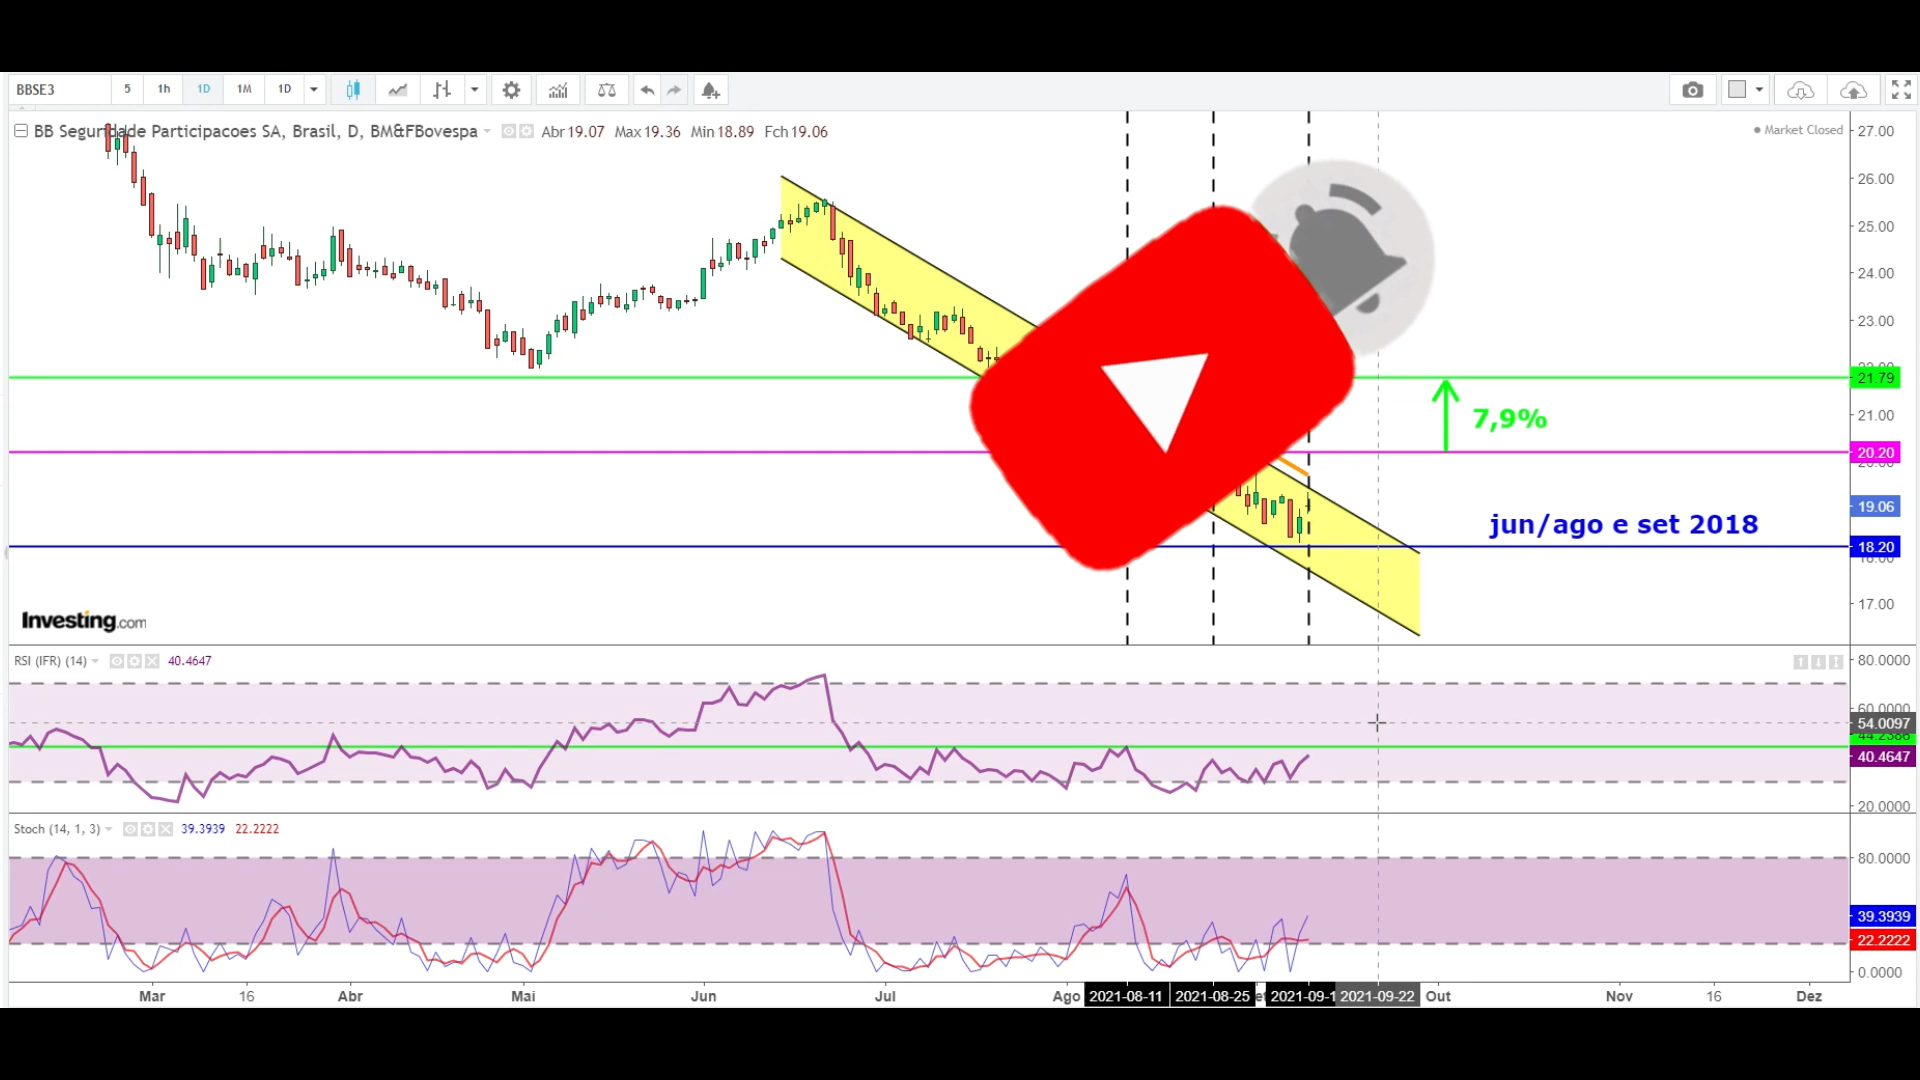 BBSE3 5 1h 1D 1M 1D
BB Seguridade Participacoes SA, Brasil, D, BM&FBovespa Abr 19.07 Max 19.36 Min 18.89 Fch 19.06
Market Closed
27.00
26.00
25.00
24.00
23.00
21.79
21.00
7,9%
20.20
19.06
jun/ago e set 2018
18.20
17.00
Investing.com
RSI (IFR) (14) 40.4647
80.0000
60.0000
54.0097
40.4647
20.0000
Stoch (14, 1, 3) 39.3939 22.2222
80.0000
39.3939
22.2222
0.0000
Mar 16 Abr Mai Jun Jul Ago 2021-08-11 2021-08-25 2021-09-1 2021-09-22 Out Nov 16 Dez